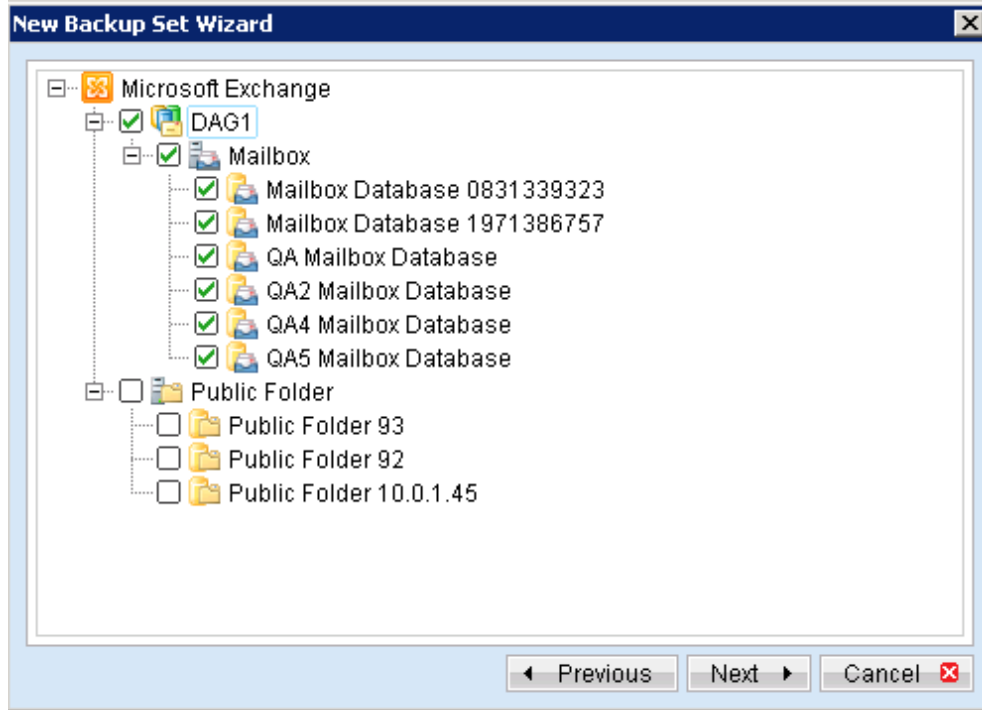 New Backup Set Wizard
Microsoft Exchange
DAG1
Mailbox
Mailbox Database 0831339323
Mailbox Database 1971386757
QA Mailbox Database
QA2 Mailbox Database
QA4 Mailbox Database
QA5 Mailbox Database
Public Folder
Public Folder 93
Public Folder 92
Public Folder 10.0.1.45
Previous Next Cancel